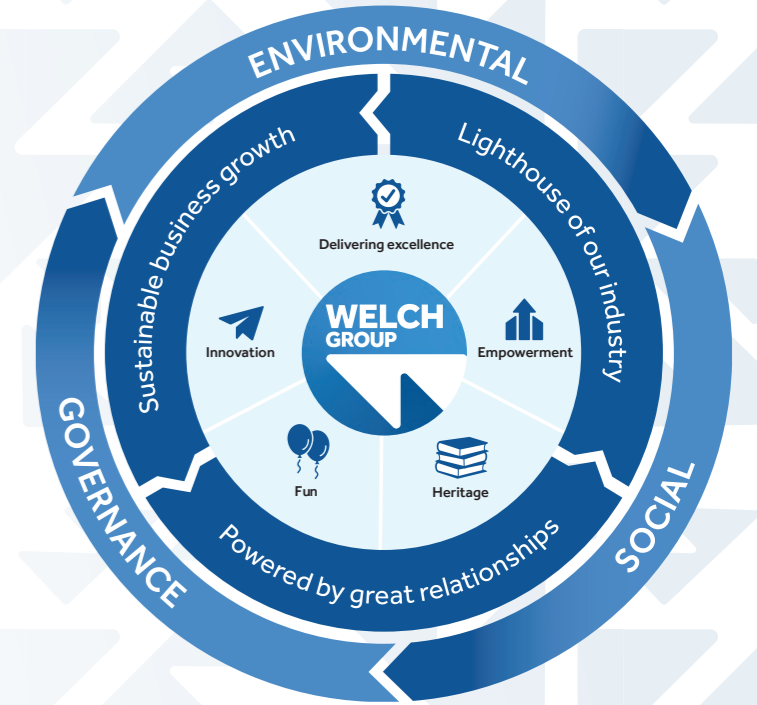 ENVIRONMENTAL
SOCIAL
GOVERNANCE
Sustainable business growth
Lighthouse of our industry
Powered by great relationships
Delivering excellence
Empowerment
Heritage
Fun
Innovation
WELCH
GROUP